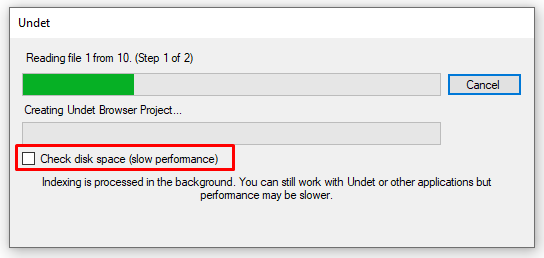 Undet
Reading file 1 from 10. (Step 1 of 2)
Cancel
Creating Undet Browser Project...
Check disk space (slow performance)
Indexing is processed in the background. You can still work with Undet or other applications but
performance may be slower.